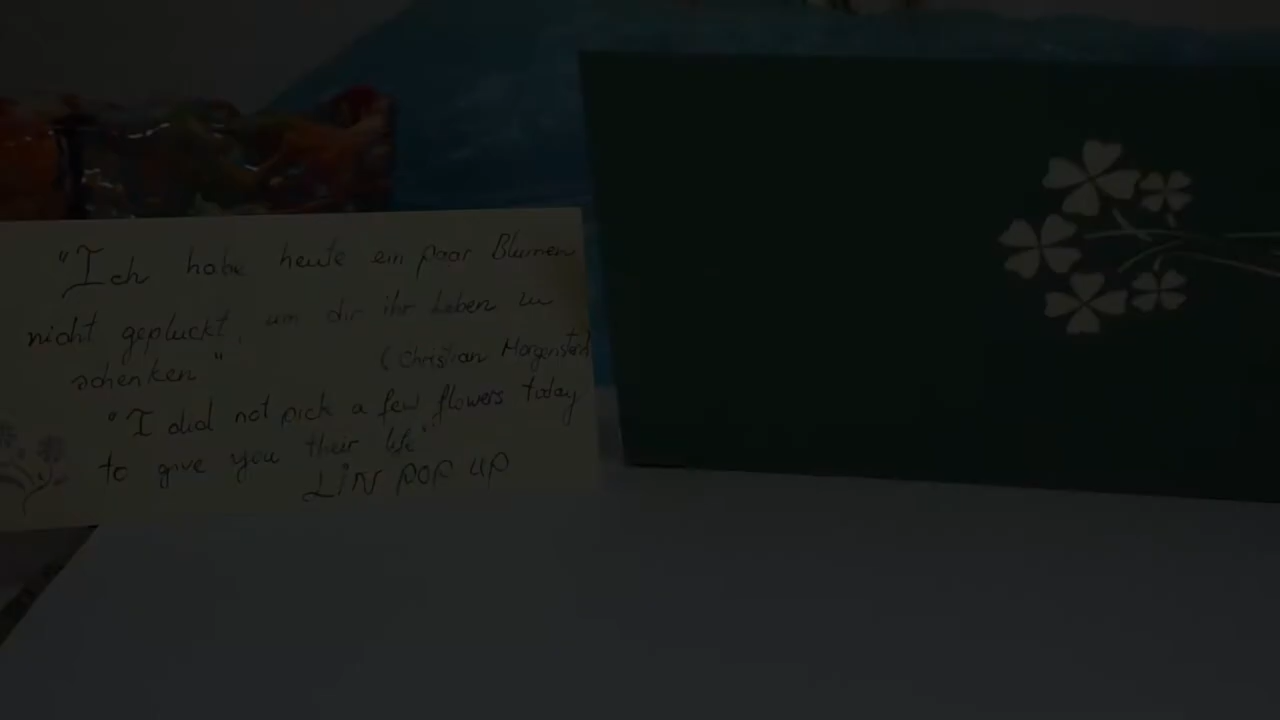 "Ich habe heute ein paar Blumen
nicht gepluckt, um dir ihr Leben zu
schenken"
(Christian Morgenstern)
"I did not pick a few flowers today
to give you their life"
LIN POP UP